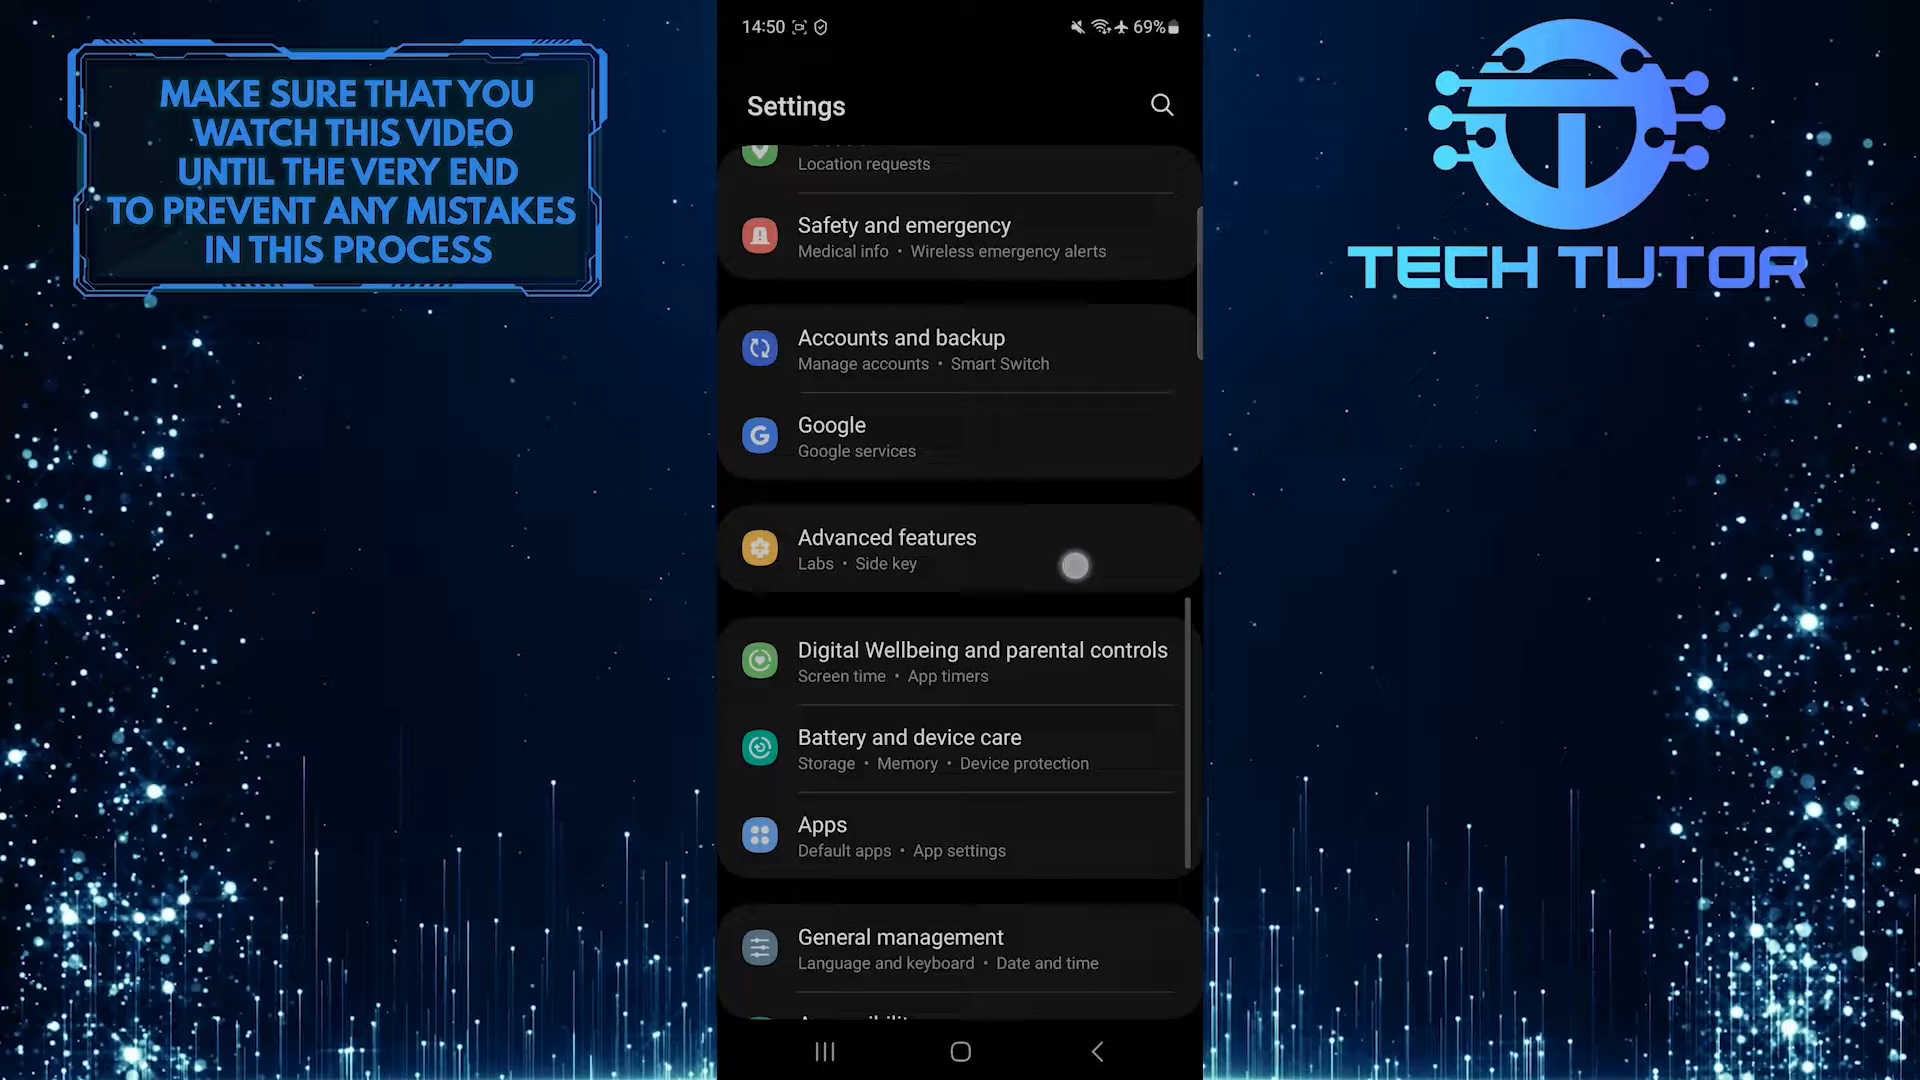 MAKE SURE THAT YOU
WATCH THIS VIDEO
UNTIL THE VERY END
TO PREVENT ANY MISTAKES
IN THIS PROCESS
14:50
69%
Settings
Location requests
Safety and emergency
Medical info • Wireless emergency alerts
Accounts and backup
Manage accounts • Smart Switch
Google
Google services
Advanced features
Labs • Side key
Digital Wellbeing and parental controls
Screen time • App timers
Battery and device care
Storage • Memory • Device protection
Apps
Default apps • App settings
General management
Language and keyboard • Date and time
TECH TUTOR